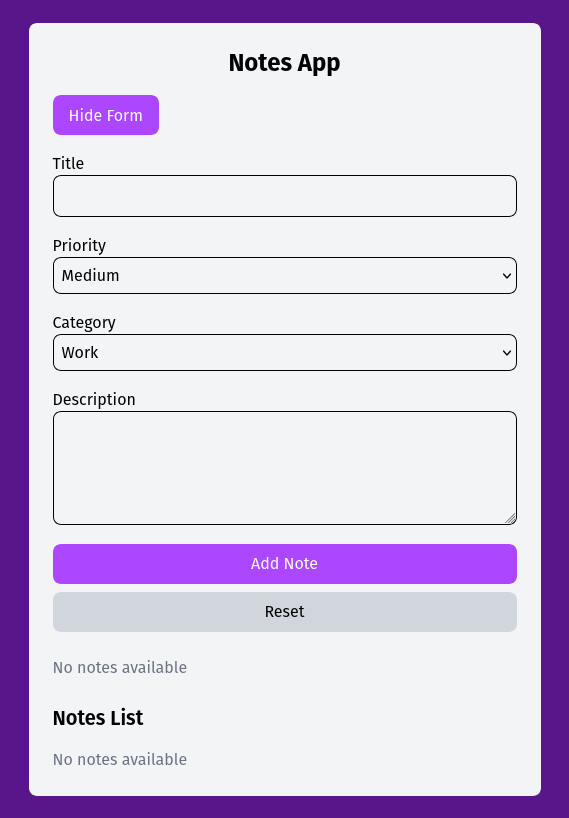 Notes App
Hide Form
Title
Priority
Medium
Category
Work
Description
Add Note
Reset
No notes available
Notes List
No notes available